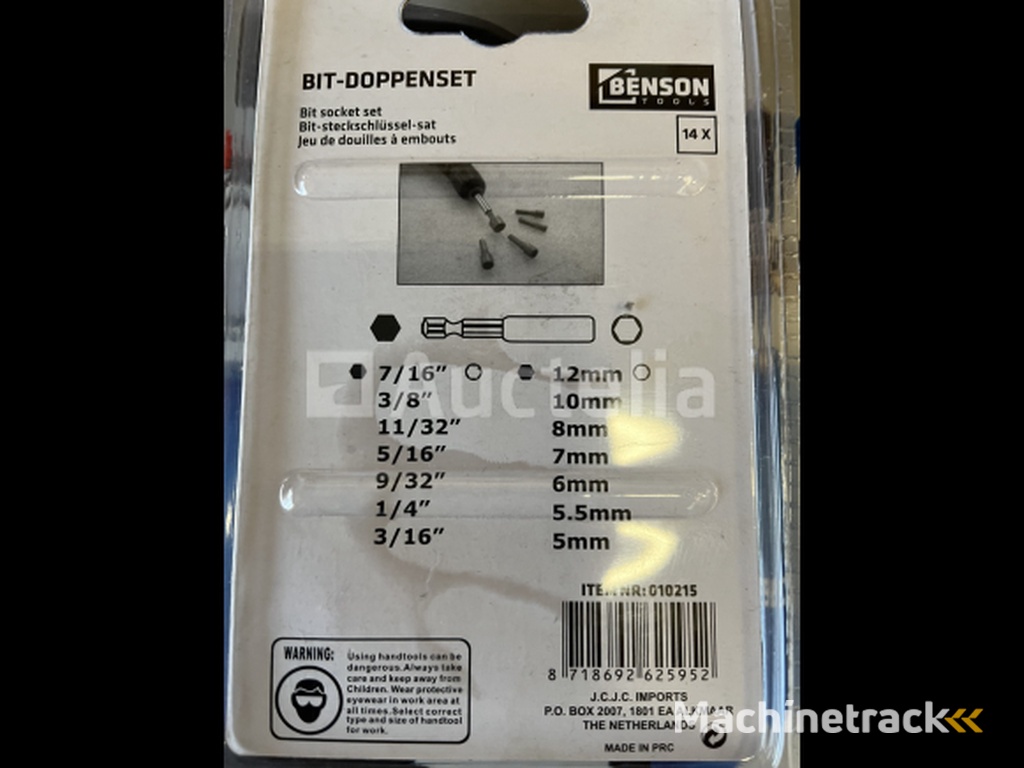 BIT-DOPPENSET
BENSON
TOOLS
Bit socket set
Bit-steckschlüssel-sat
Jeu de douilles à embouts
14 X
7/16" 12mm
3/8" 10mm
11/32" 8mm
5/16" 7mm
9/32" 6mm
1/4" 5.5mm
3/16" 5mm
Auctelia
ITEM NR: 010215
8 718692 625952
WARNING:
Using handtools can be
dangerous.Always take
care and keep away from
Children. Wear protective
eyewear in work area at
all times.Select correct
type and size of handtool
for work.
J.C.J.C. IMPORTS
P.O. BOX 2007, 1801 EA ALKMAAR
THE NETHERLANDS
MADE IN PRC
Machinetrack